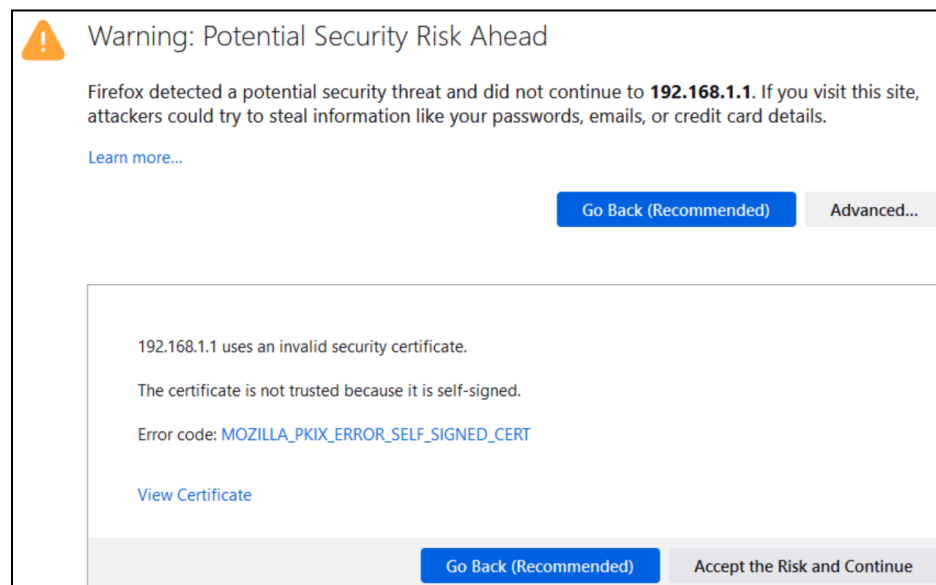 Warning: Potential Security Risk Ahead
Firefox detected a potential security threat and did not continue to 192.168.1.1. If you visit this site,
attackers could try to steal information like your passwords, emails, or credit card details.
Learn more...
Go Back (Recommended) Advanced...
192.168.1.1 uses an invalid security certificate.
The certificate is not trusted because it is self-signed.
Error code: MOZILLA_PKIX_ERROR_SELF_SIGNED_CERT
View Certificate
Go Back (Recommended) Accept the Risk and Continue